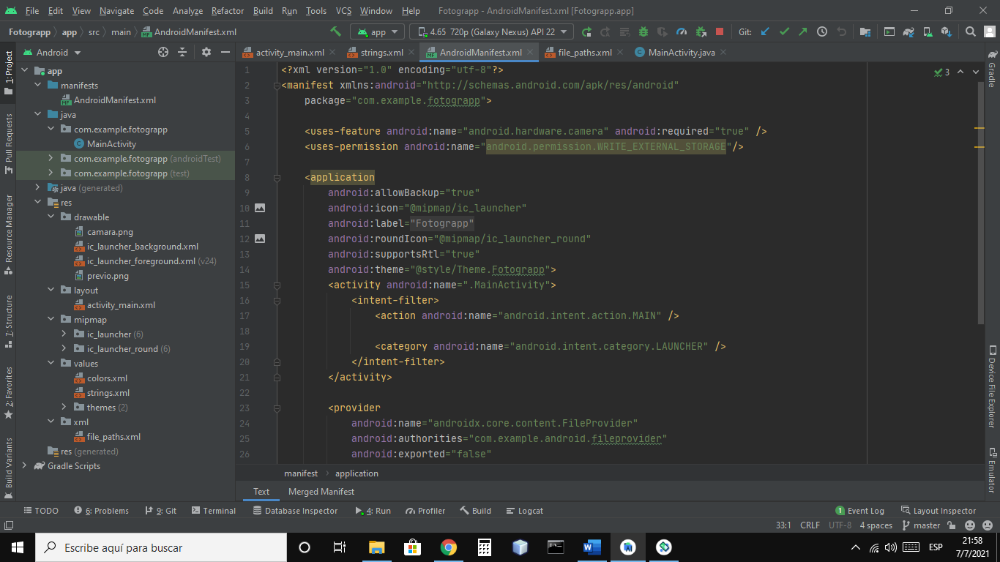 File Edit View Navigate Code Analyze Refactor Build Run Tools VCS Window Help Fotograpp - AndroidManifest.xml [Fotograpp.app]
Fotograpp app src main AndroidManifest.xml app 4.65 720p (Galaxy Nexus) API 22 Git:
Android activity_main.xml strings.xml AndroidManifest.xml file_paths.xml MainActivity.java
1: Project
Pull Requests
Resource Manager
7: Structure
2: Favorites
Build Variants
app
manifests
AndroidManifest.xml
java
com.example.fotograpp
MainActivity
com.example.fotograpp (androidTest)
com.example.fotograpp (test)
java (generated)
res
drawable
camara.png
ic_launcher_background.xml
ic_launcher_foreground.xml (v24)
previo.png
layout
activity_main.xml
mipmap
ic_launcher (6)
ic_launcher_round (6)
values
colors.xml
strings.xml
themes (2)
xml
file_paths.xml
res (generated)
Gradle Scripts
1 <?xml version="1.0" encoding="utf-8"?>
2 <manifest xmlns:android="http://schemas.android.com/apk/res/android"
3 package="com.example.fotograpp">
4
5 <uses-feature android:name="android.hardware.camera" android:required="true" />
6 <uses-permission android:name="android.permission.WRITE_EXTERNAL_STORAGE"/>
7
8 <application
9 android:allowBackup="true"
10 android:icon="@mipmap/ic_launcher"
11 android:label="Fotograpp"
12 android:roundIcon="@mipmap/ic_launcher_round"
13 android:supportsRtl="true"
14 android:theme="@style/Theme.Fotograpp">
15 <activity android:name=".MainActivity">
16 <intent-filter>
17 <action android:name="android.intent.action.MAIN" />
18
19 <category android:name="android.intent.category.LAUNCHER" />
20 </intent-filter>
21 </activity>
22
23 <provider
24 android:name="androidx.core.content.FileProvider"
25 android:authorities="com.example.android.fileprovider"
26 android:exported="false"
3
Gradle
Device File Explorer
Emulator
manifest application
Text Merged Manifest
TODO 6: Problems 9: Git Terminal Database Inspector 4: Run Profiler Build Logcat 1 Event Log Layout Inspector
33:1 CRLF UTF-8 4 spaces master
Escribe aquí para buscar ESP 21:58
7/7/2021